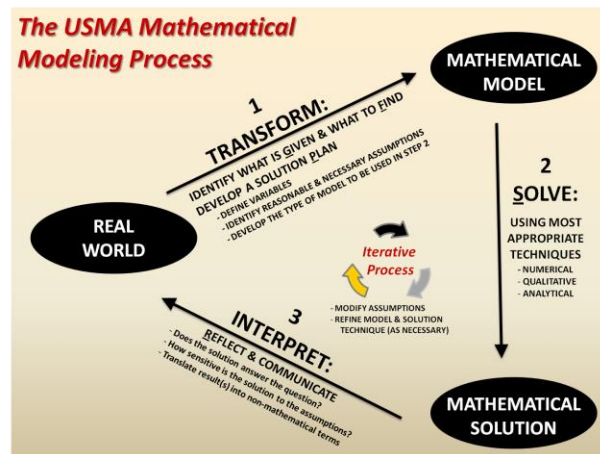 The USMA Mathematical
Modeling Process
MATHEMATICAL
MODEL
1
TRANSFORM:
IDENTIFY WHAT IS GIVEN & WHAT TO FIND
DEVELOP A SOLUTION PLAN
- DEFINE VARIABLES
- IDENTIFY REASONABLE & NECESSARY ASSUMPTIONS
- DEVELOP THE TYPE OF MODEL TO BE USED IN STEP 2
REAL
WORLD
2
SOLVE:
USING MOST
APPROPRIATE
TECHNIQUES
- NUMERICAL
- QUALITATIVE
- ANALYTICAL
Iterative
Process
- MODIFY ASSUMPTIONS
- REFINE MODEL & SOLUTION
TECHNIQUE (AS NECESSARY)
3
INTERPRET:
REFLECT & COMMUNICATE
- Does the solution answer the question?
- How sensitive is the solution to the assumptions?
- Translate result(s) into non-mathematical terms
MATHEMATICAL
SOLUTION